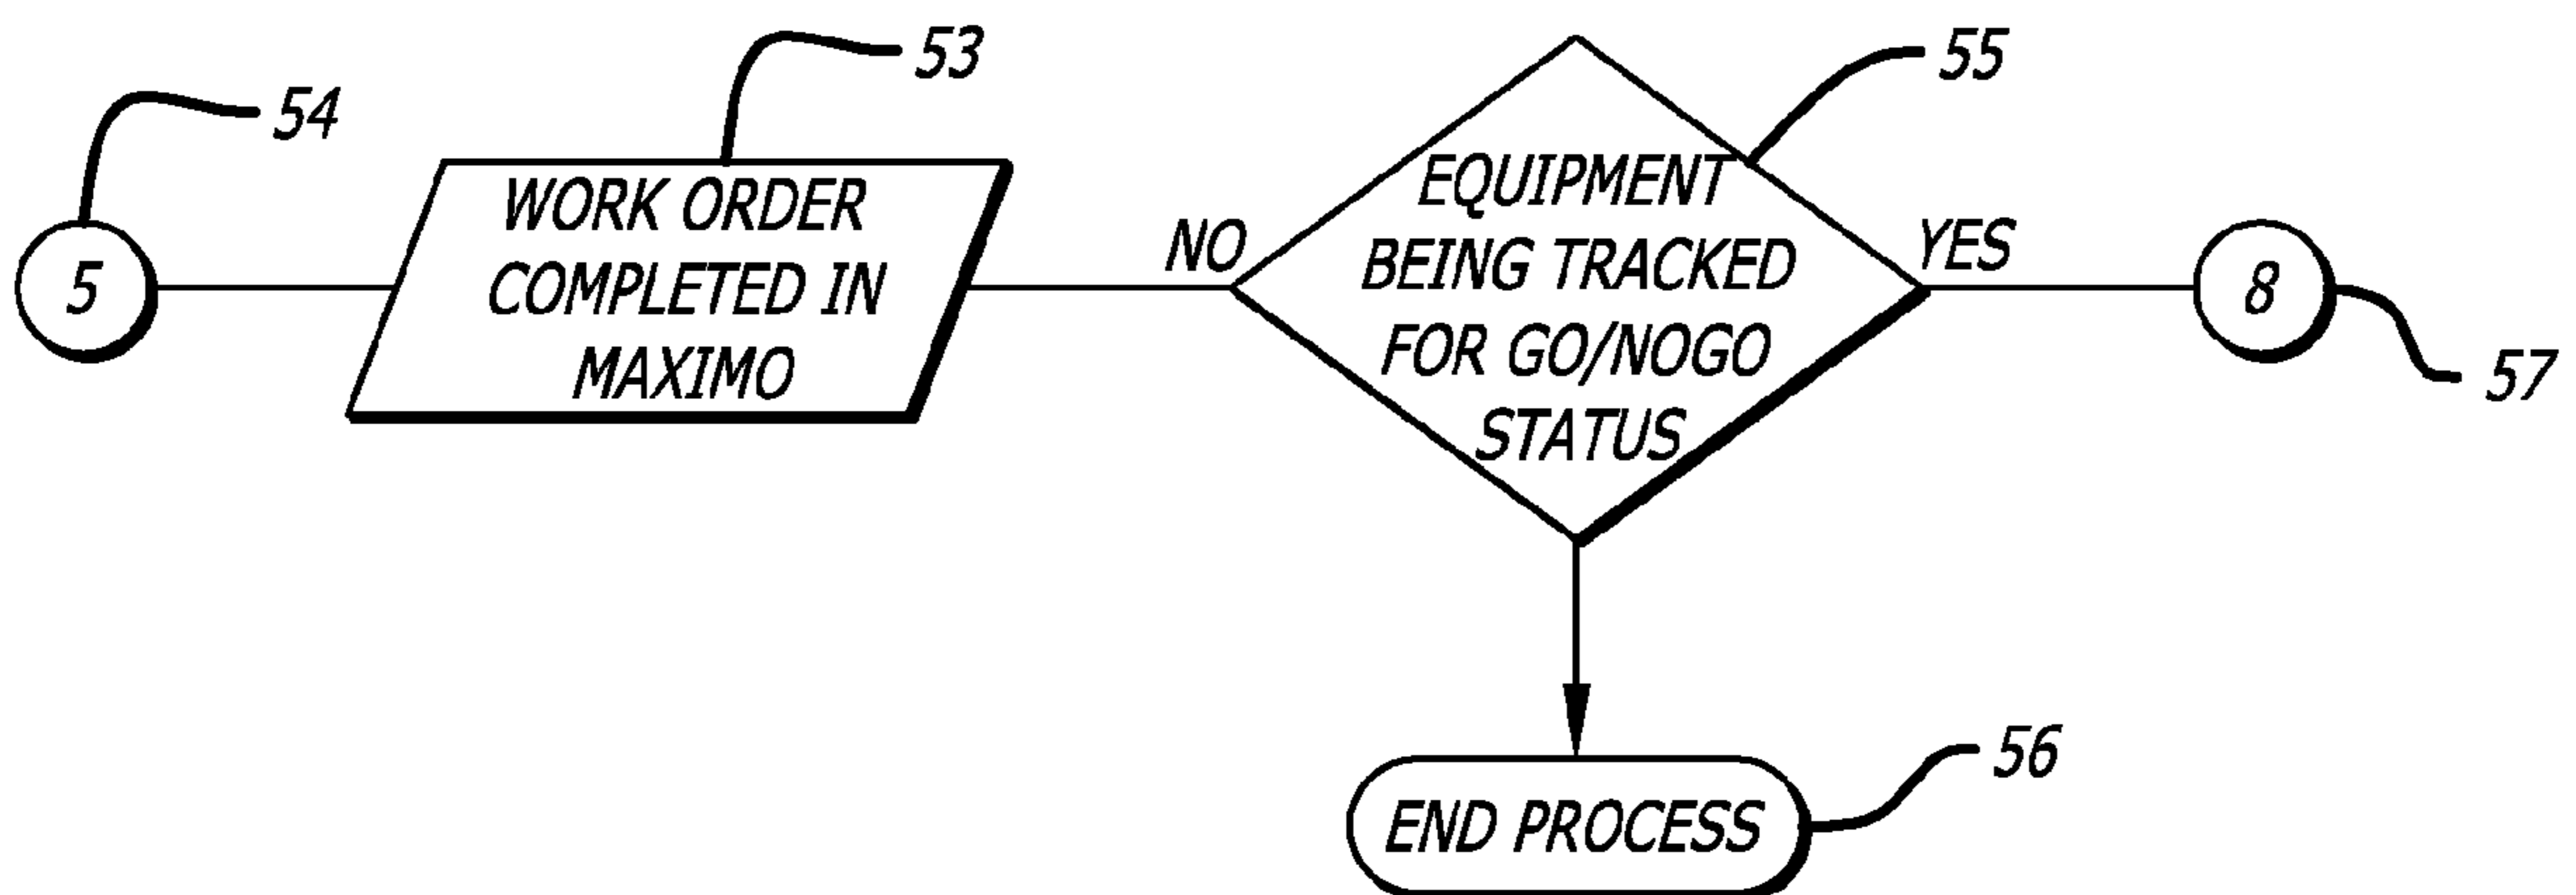 54
53
55
5
WORK ORDER
COMPLETED IN
MAXIMO
NO
EQUIPMENT
BEING TRACKED
FOR GO/NOGO
STATUS
YES
8
57
END PROCESS
56